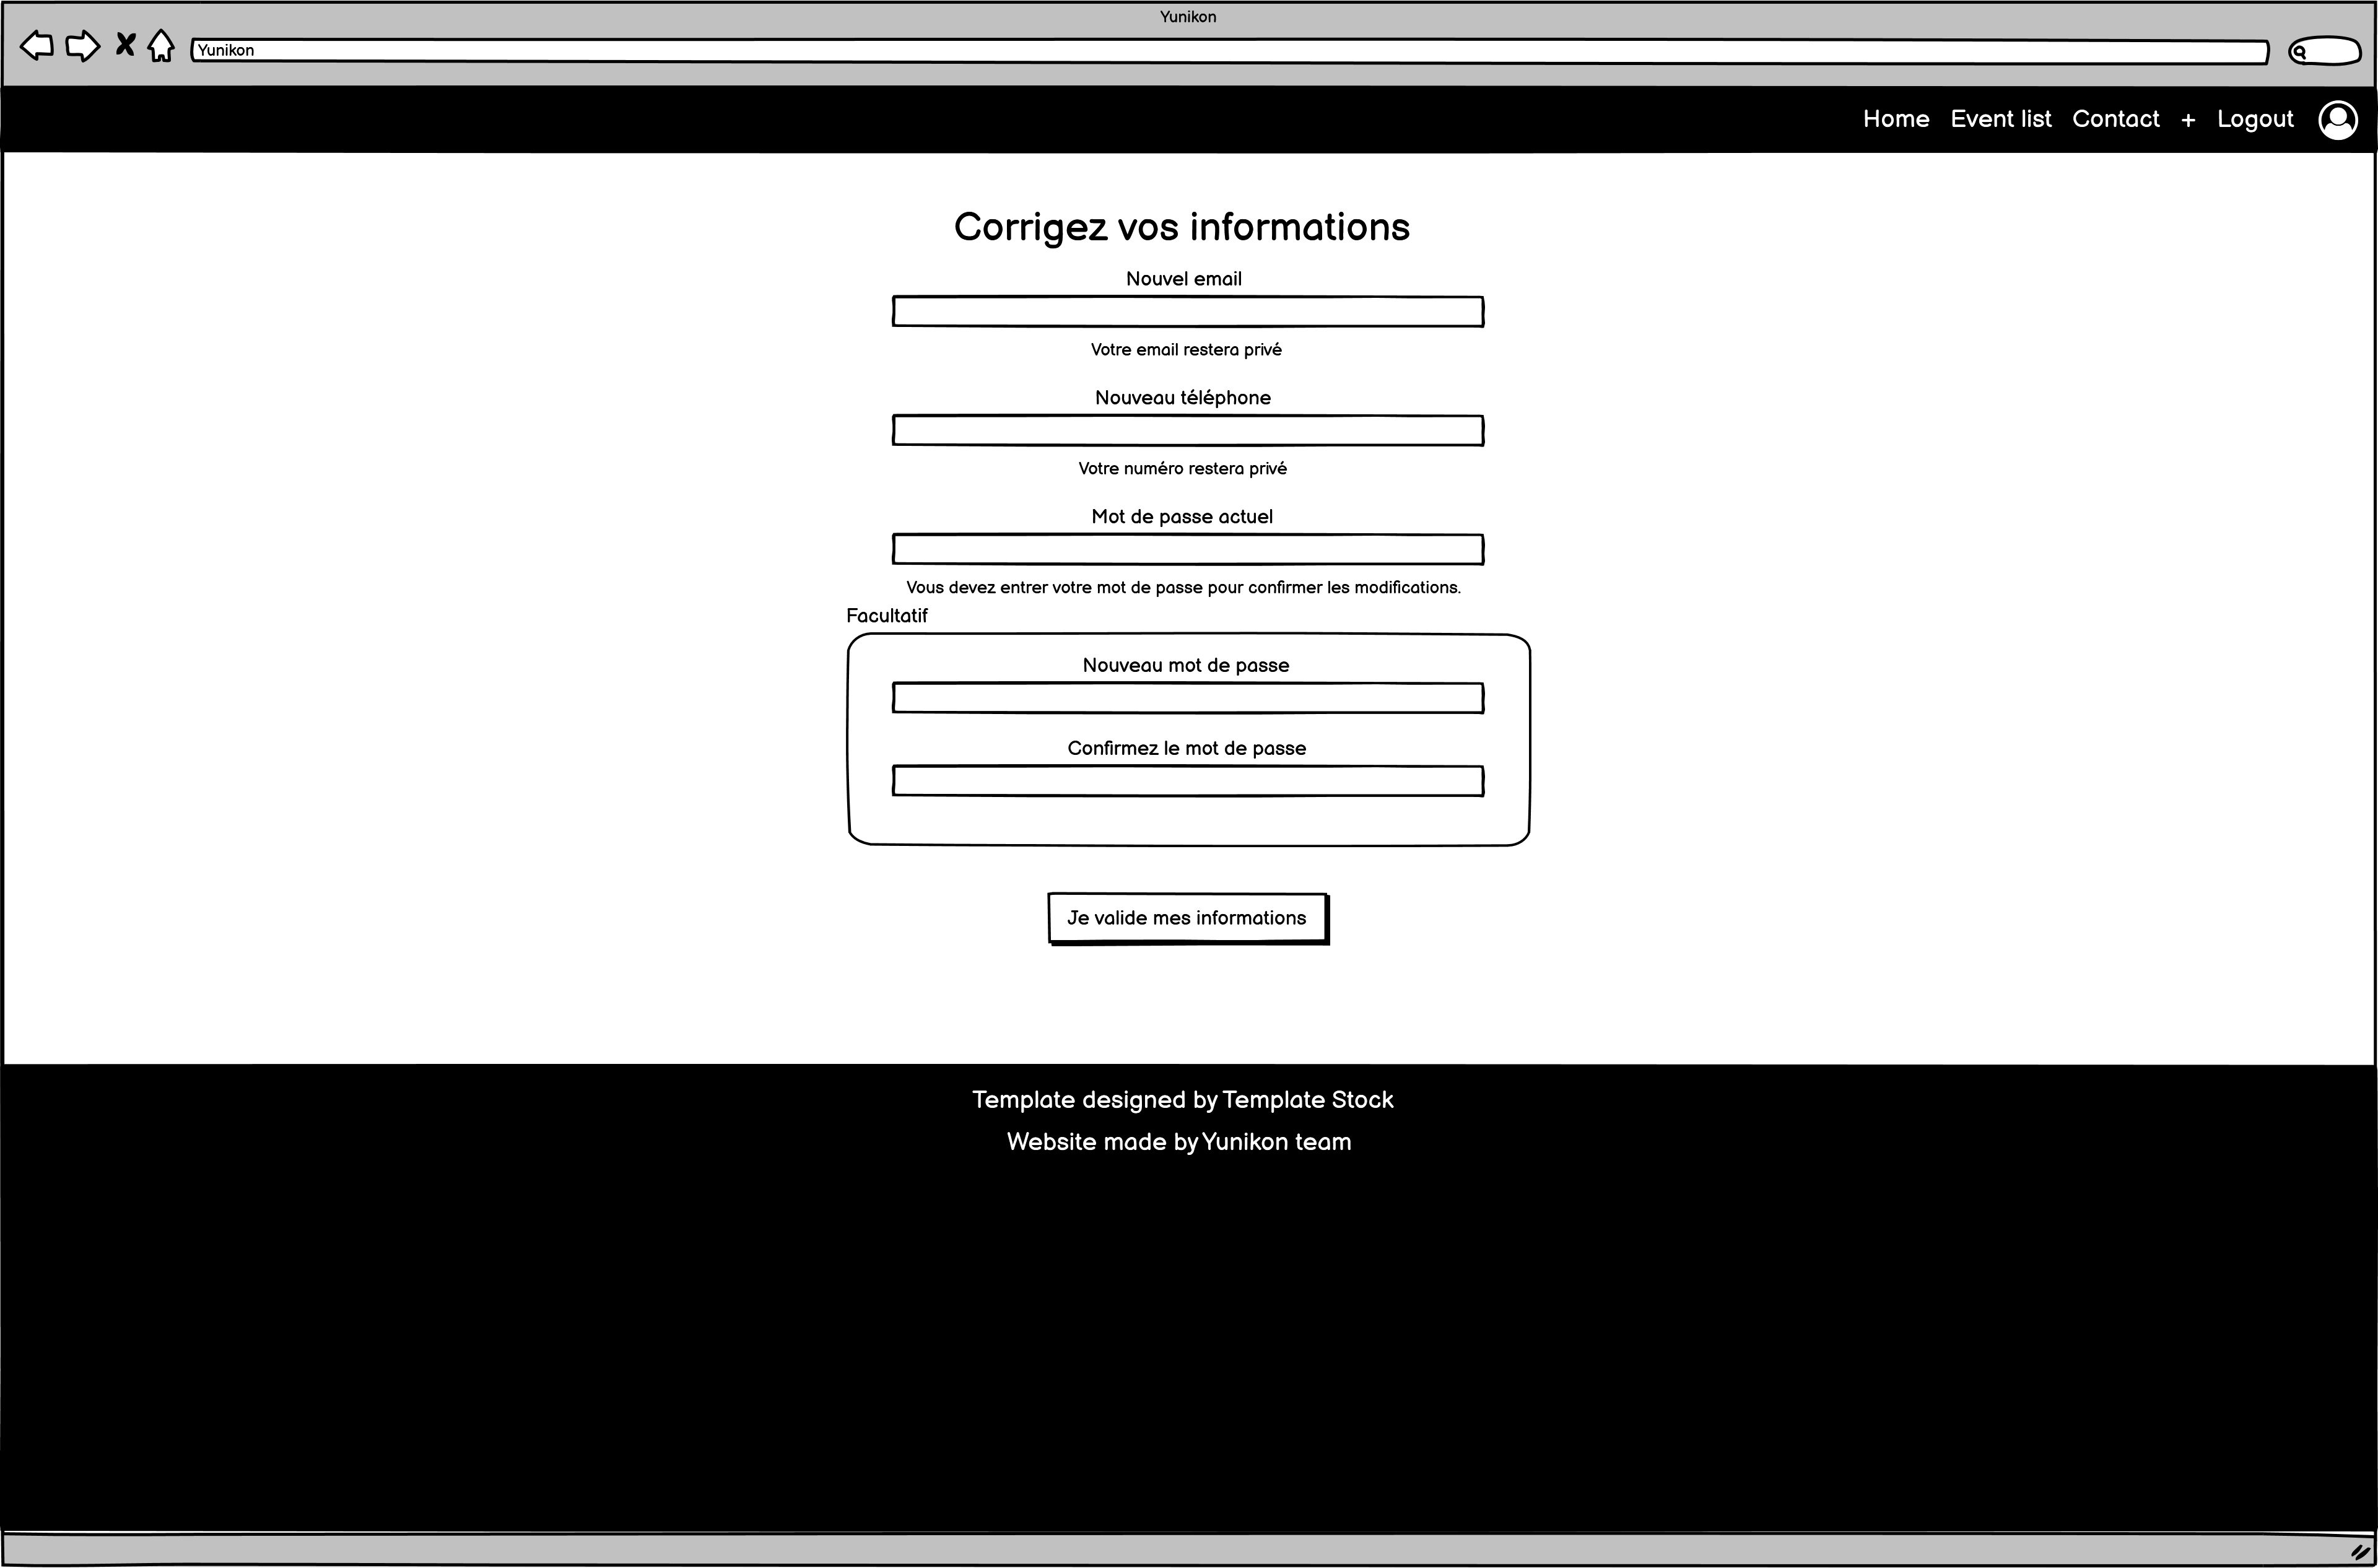 Yunikon
Yunikon
Home Event list Contact + Logout
Corrigez vos informations
Nouvel email
Votre email restera privé
Nouveau téléphone
Votre numéro restera privé
Mot de passe actuel
Vous devez entrer votre mot de passe pour confirmer les modifications.
Facultatif
Nouveau mot de passe
Confirmez le mot de passe
Je valide mes informations
Template designed by Template Stock
Website made by Yunikon team